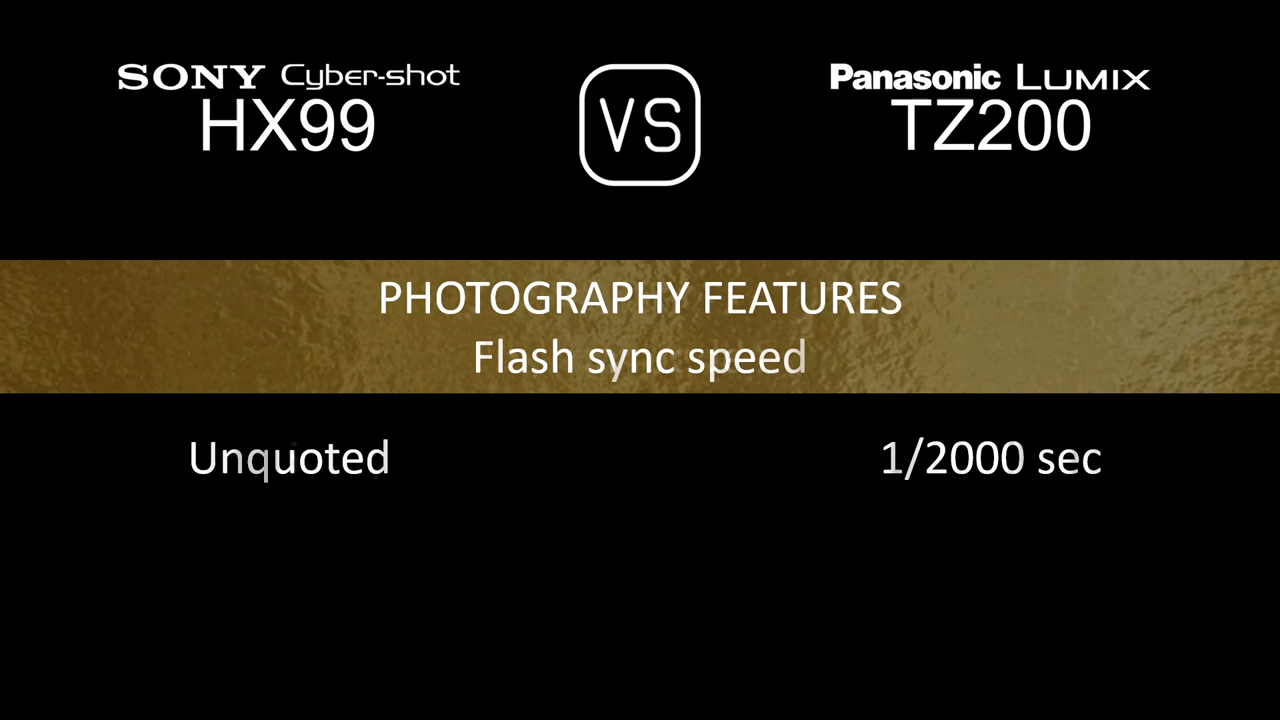 SONY Cyber-shot
HX99
VS
Panasonic LUMIX
TZ200
PHOTOGRAPHY FEATURES
Flash sync speed
Unquoted
1/2000 sec